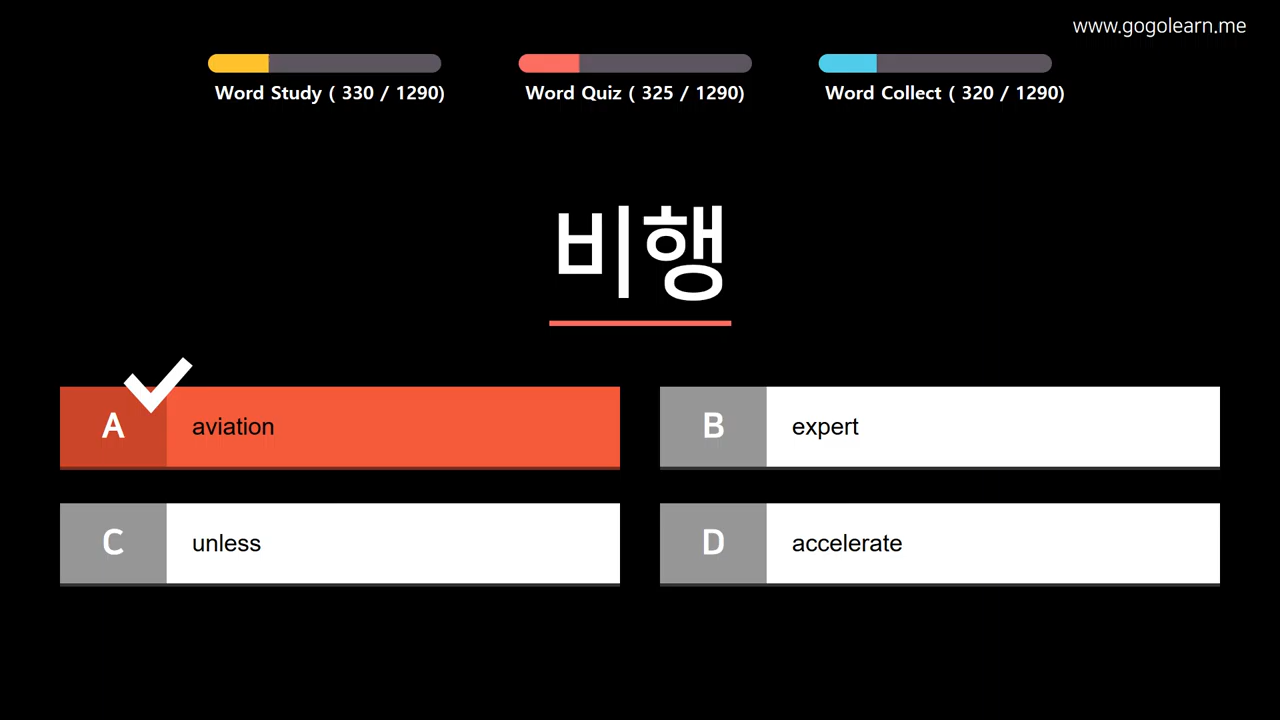 www.gogolearn.me
Word Study ( 330 / 1290)
Word Quiz ( 325 / 1290)
Word Collect ( 320 / 1290)
비행
A aviation
B expert
C unless
D accelerate